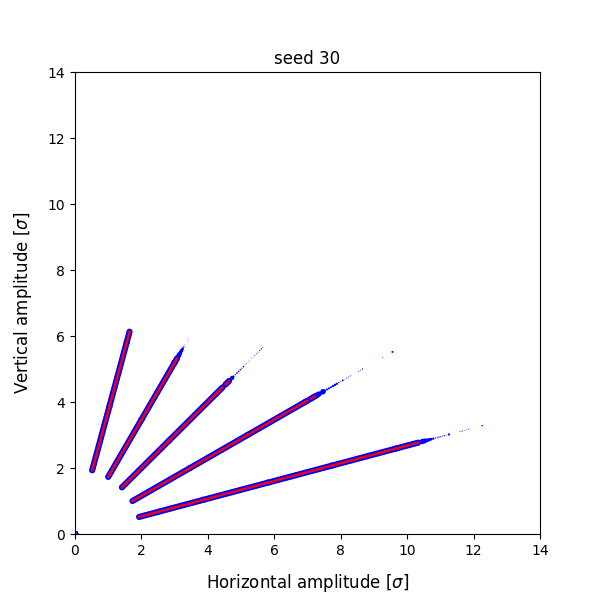 seed 30
14
12
10
8
6
4
2
0
Vertical amplitude [σ]
0 2 4 6 8 10 12 14
Horizontal amplitude [σ]